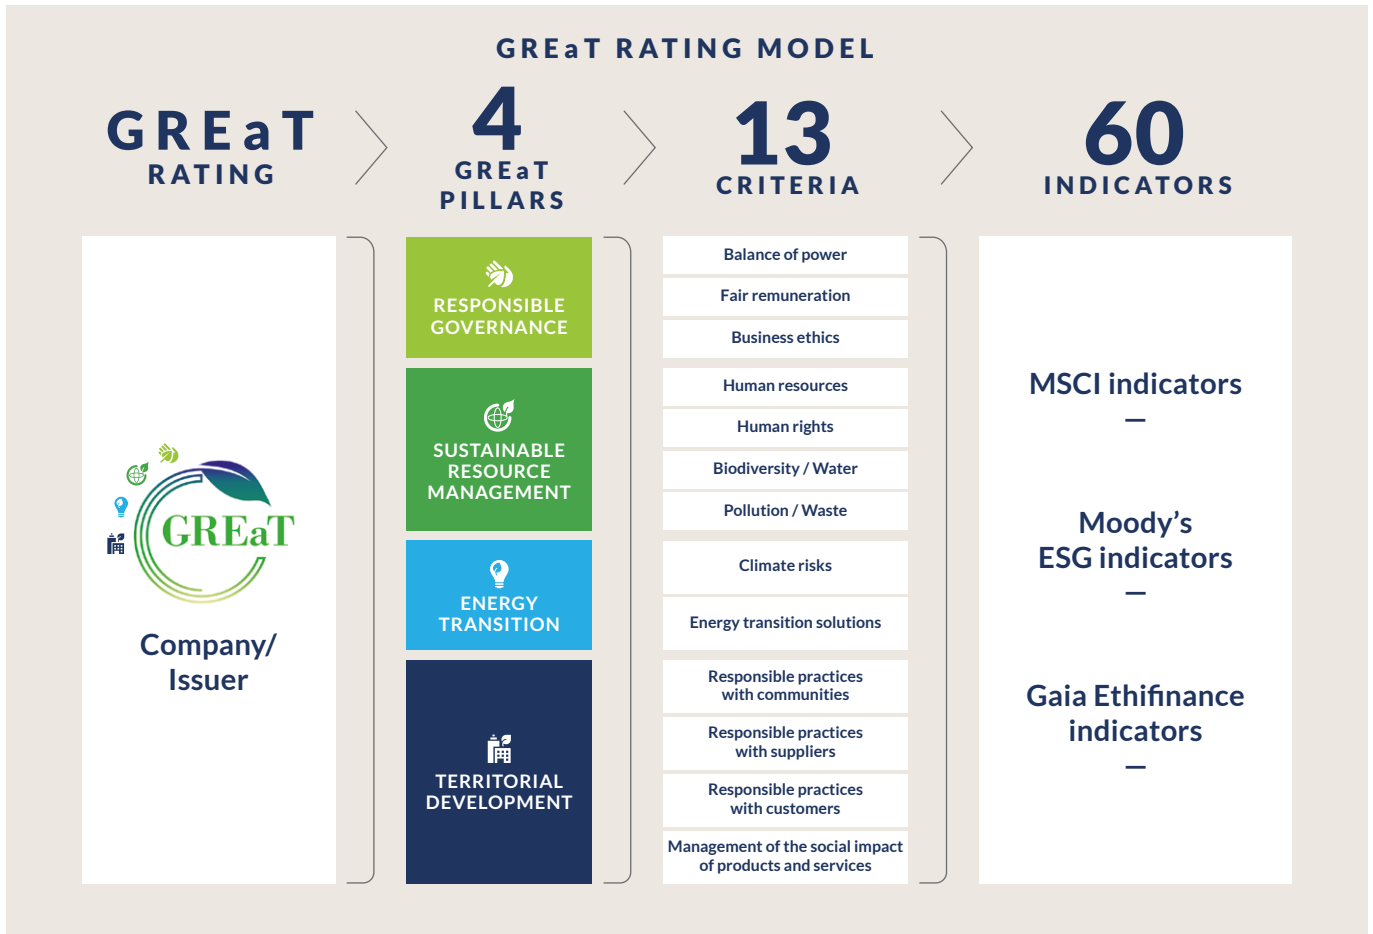 GREaT RATING MODEL
GREaT
RATING
4
GREaT
PILLARS
13
CRITERIA
60
INDICATORS
GREaT
Company/
Issuer
RESPONSIBLE
GOVERNANCE
SUSTAINABLE
RESOURCE
MANAGEMENT
ENERGY
TRANSITION
TERRITORIAL
DEVELOPMENT
Balance of power
Fair remuneration
Business ethics
Human resources
Human rights
Biodiversity / Water
Pollution / Waste
Climate risks
Energy transition solutions
Responsible practices
with communities
Responsible practices
with suppliers
Responsible practices
with customers
Management of the social impact
of products and services
MSCI indicators
—
Moody’s
ESG indicators
—
Gaia Ethifinance
indicators
—